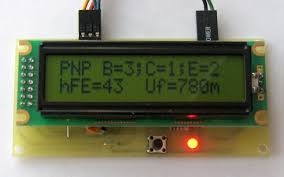 PNP B=3;C=1;E=2
hFE=43 Uf=780m